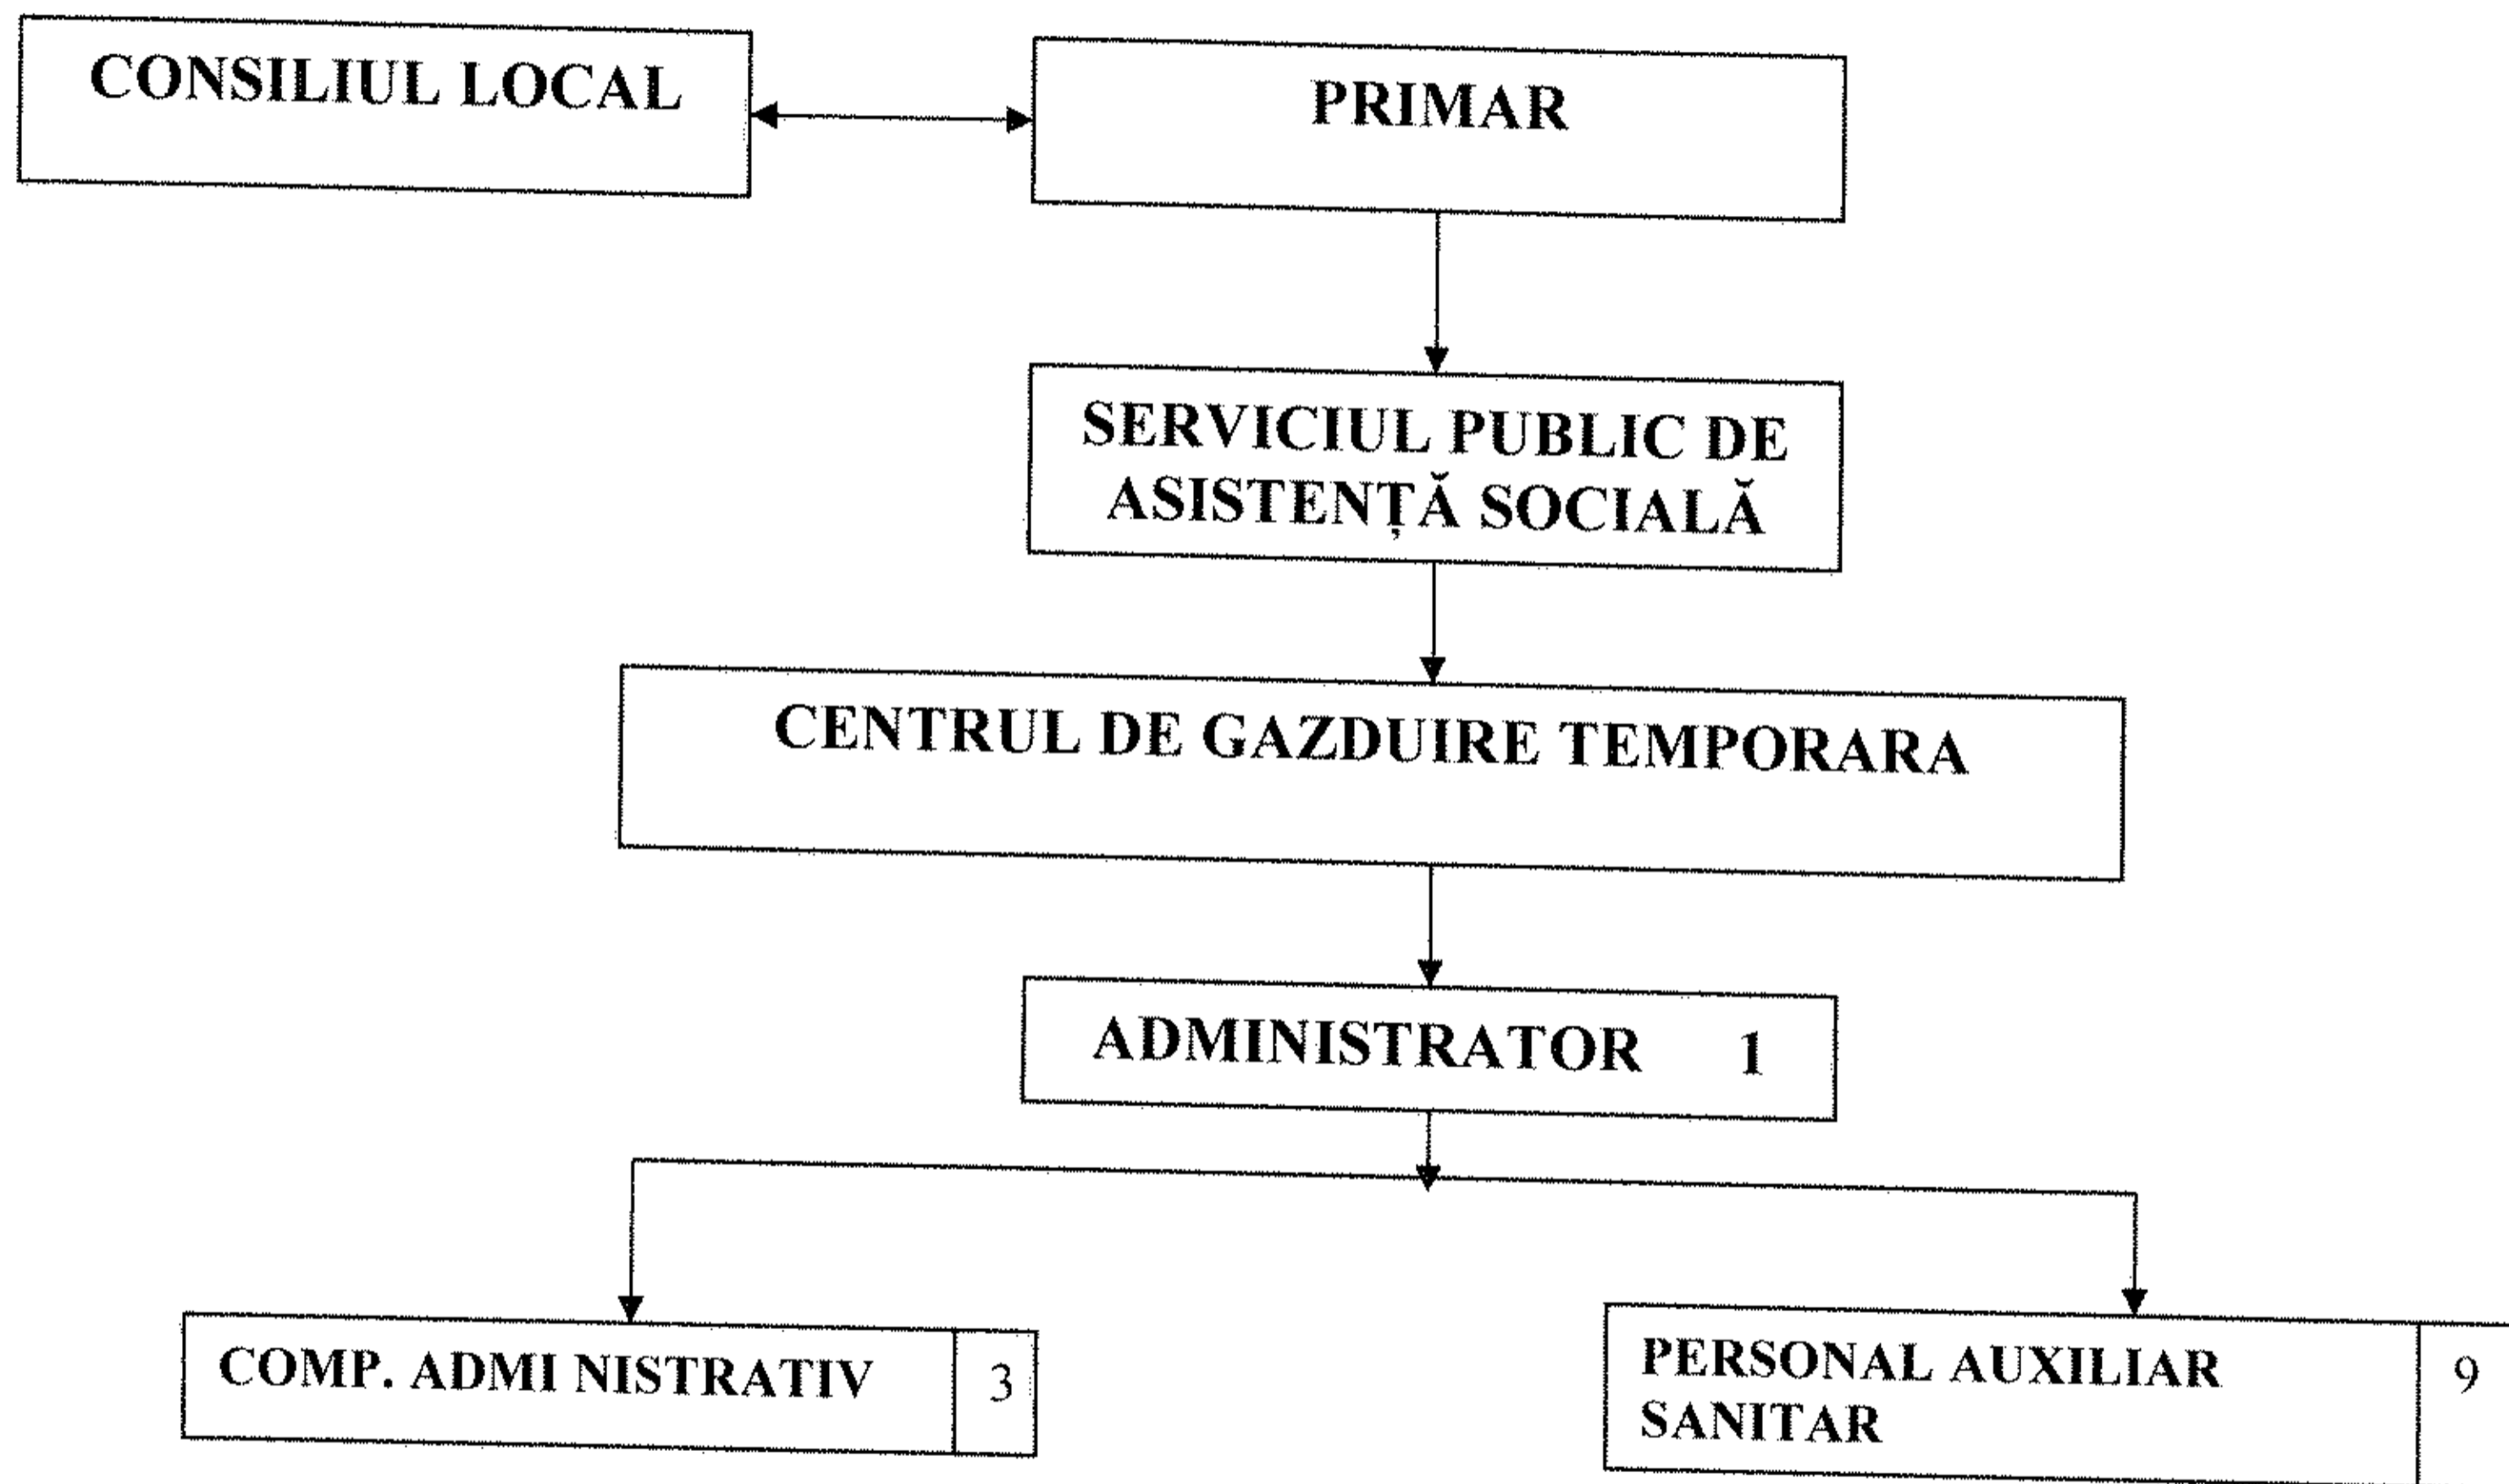 CONSILIUL LOCAL
PRIMAR
SERVICIUL PUBLIC DE
ASISTENȚĂ SOCIALĂ
CENTRUL DE GAZDUIRE TEMPORARA
ADMINISTRATOR 1
COMP. ADMI NISTRATIV 3
PERSONAL AUXILIAR 9
SANITAR